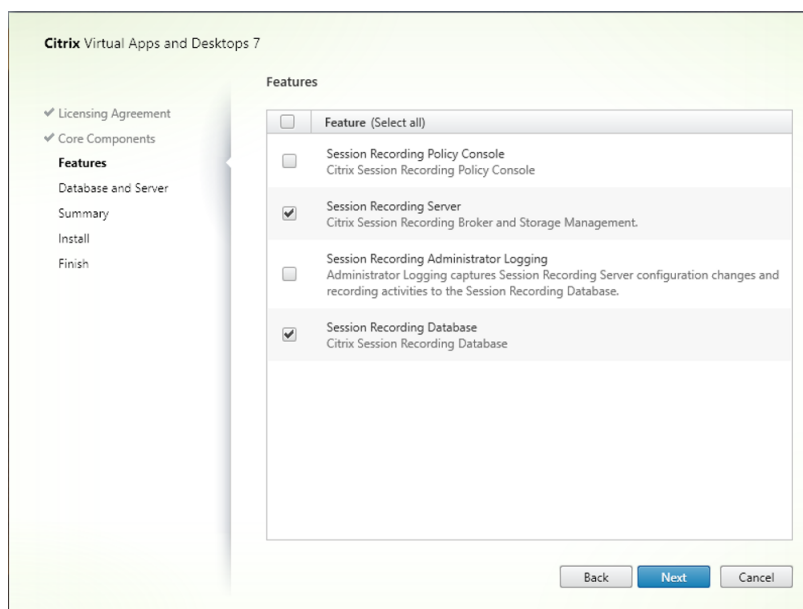 Citrix Virtual Apps and Desktops 7
Features
Licensing Agreement
Core Components
Features
Database and Server
Summary
Install
Finish
Feature (Select all)
Session Recording Policy Console
Citrix Session Recording Policy Console
Session Recording Server
Citrix Session Recording Broker and Storage Management.
Session Recording Administrator Logging
Administrator Logging captures Session Recording Server configuration changes and
recording activities to the Session Recording Database.
Session Recording Database
Citrix Session Recording Database
Back
Next
Cancel